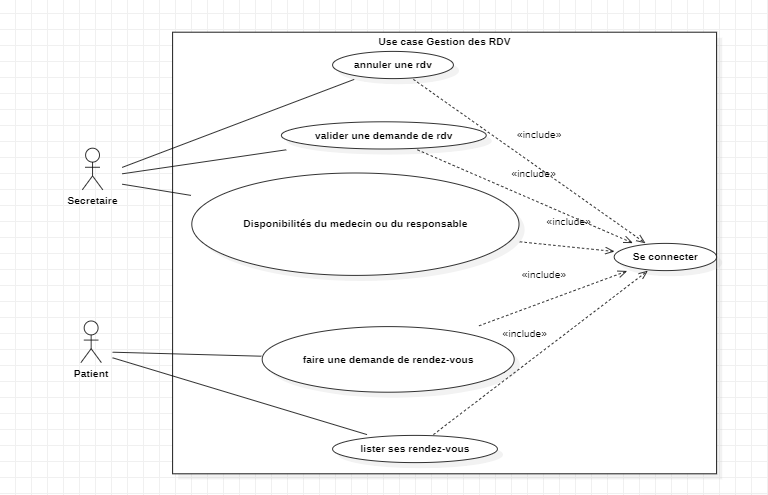 Use case Gestion des RDV
annuler une rdv
valider une demande de rdv
«include»
«include»
Secretaire
Disponibilités du medecin ou du responsable
«include»
Se connecter
«include»
«include»
faire une demande de rendez-vous
Patient
lister ses rendez-vous